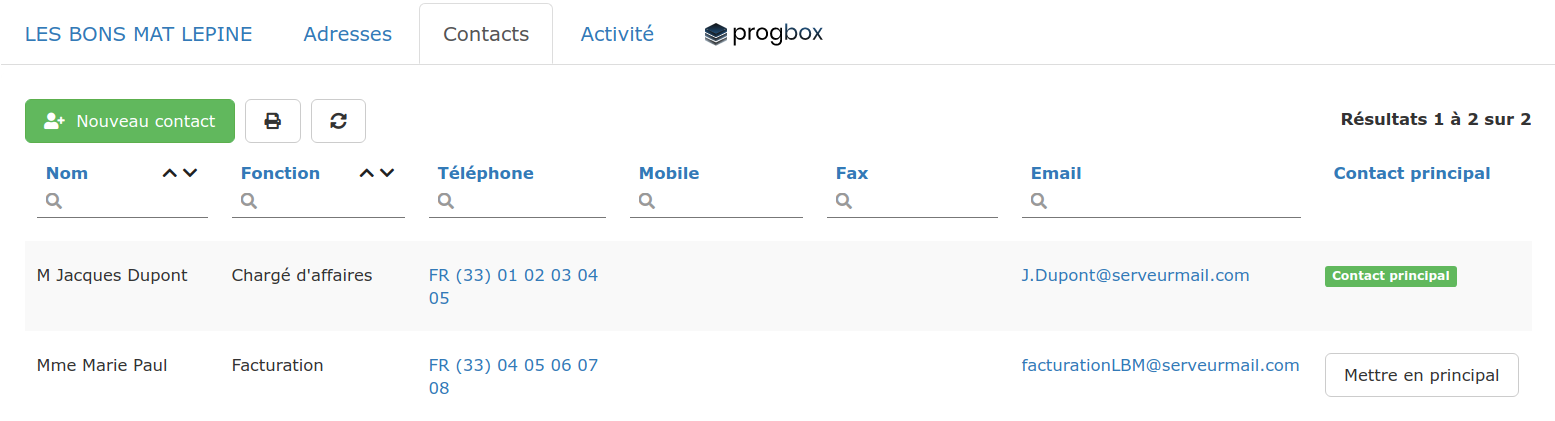 LES BONS MAT LEPINE Adresses Contacts Activité progbox
Nouveau contact
Résultats 1 à 2 sur 2
Nom Fonction Téléphone Mobile Fax Email Contact principal
M Jacques Dupont Chargé d'affaires FR (33) 01 02 03 04 J.Dupont@serveurmail.com Contact principal
05
Mme Marie Paul Facturation FR (33) 04 05 06 07 facturationLBM@serveurmail.com Mettre en principal
08